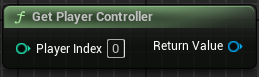 f Get Player Controller
Player Index 0 Return Value